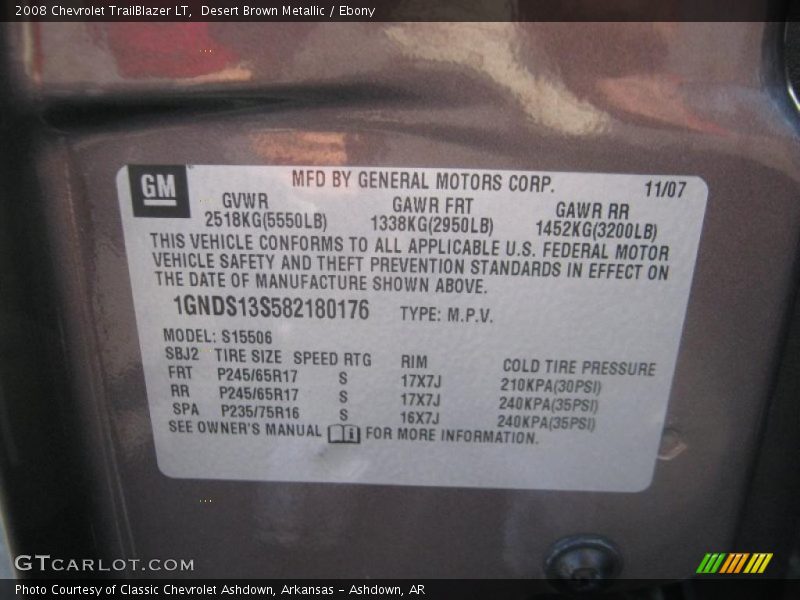 2008 Chevrolet TrailBlazer LT,  Desert Brown Metallic / Ebony
GM
MFD BY GENERAL MOTORS CORP. 11/07
GVWR GAWR FRT GAWR RR
2518KG(5550LB) 1338KG(2950LB) 1452KG(3200LB)
THIS VEHICLE CONFORMS TO ALL APPLICABLE U.S. FEDERAL MOTOR
VEHICLE SAFETY AND THEFT PREVENTION STANDARDS IN EFFECT ON
THE DATE OF MANUFACTURE SHOWN ABOVE.
1GNDS13S582180176 TYPE: M.P.V.
MODEL: S15506
SBJ2 TIRE SIZE SPEED RTG RIM COLD TIRE PRESSURE
FRT P245/65R17 S 17X7J 210KPA(30PSI)
RR P245/65R17 S 17X7J 240KPA(35PSI)
SPA P235/75R16 S 16X7J 240KPA(35PSI)
SEE OWNER'S MANUAL FOR MORE INFORMATION.
GTCARLOT.COM
Photo Courtesy of Classic Chevrolet Ashdown, Arkansas - Ashdown, AR